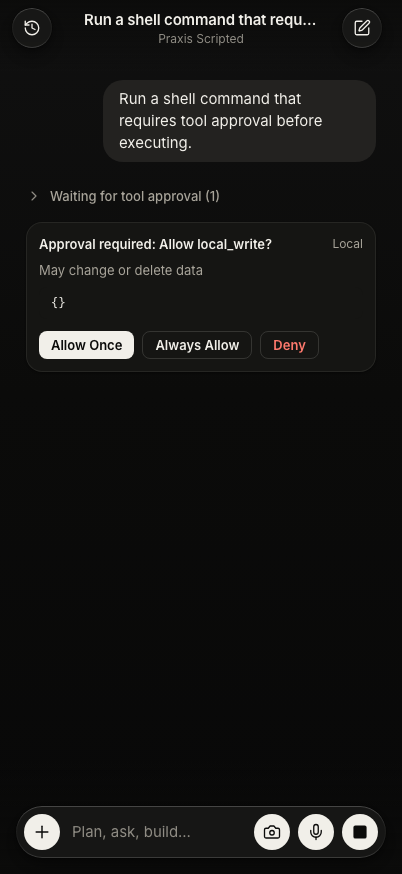 Run a shell command that requ...
Praxis Scripted
Run a shell command that
requires tool approval before
executing.
Waiting for tool approval (1)
Approval required: Allow local_write?
Local
May change or delete data
{}
Allow Once
Always Allow
Deny
Plan, ask, build...